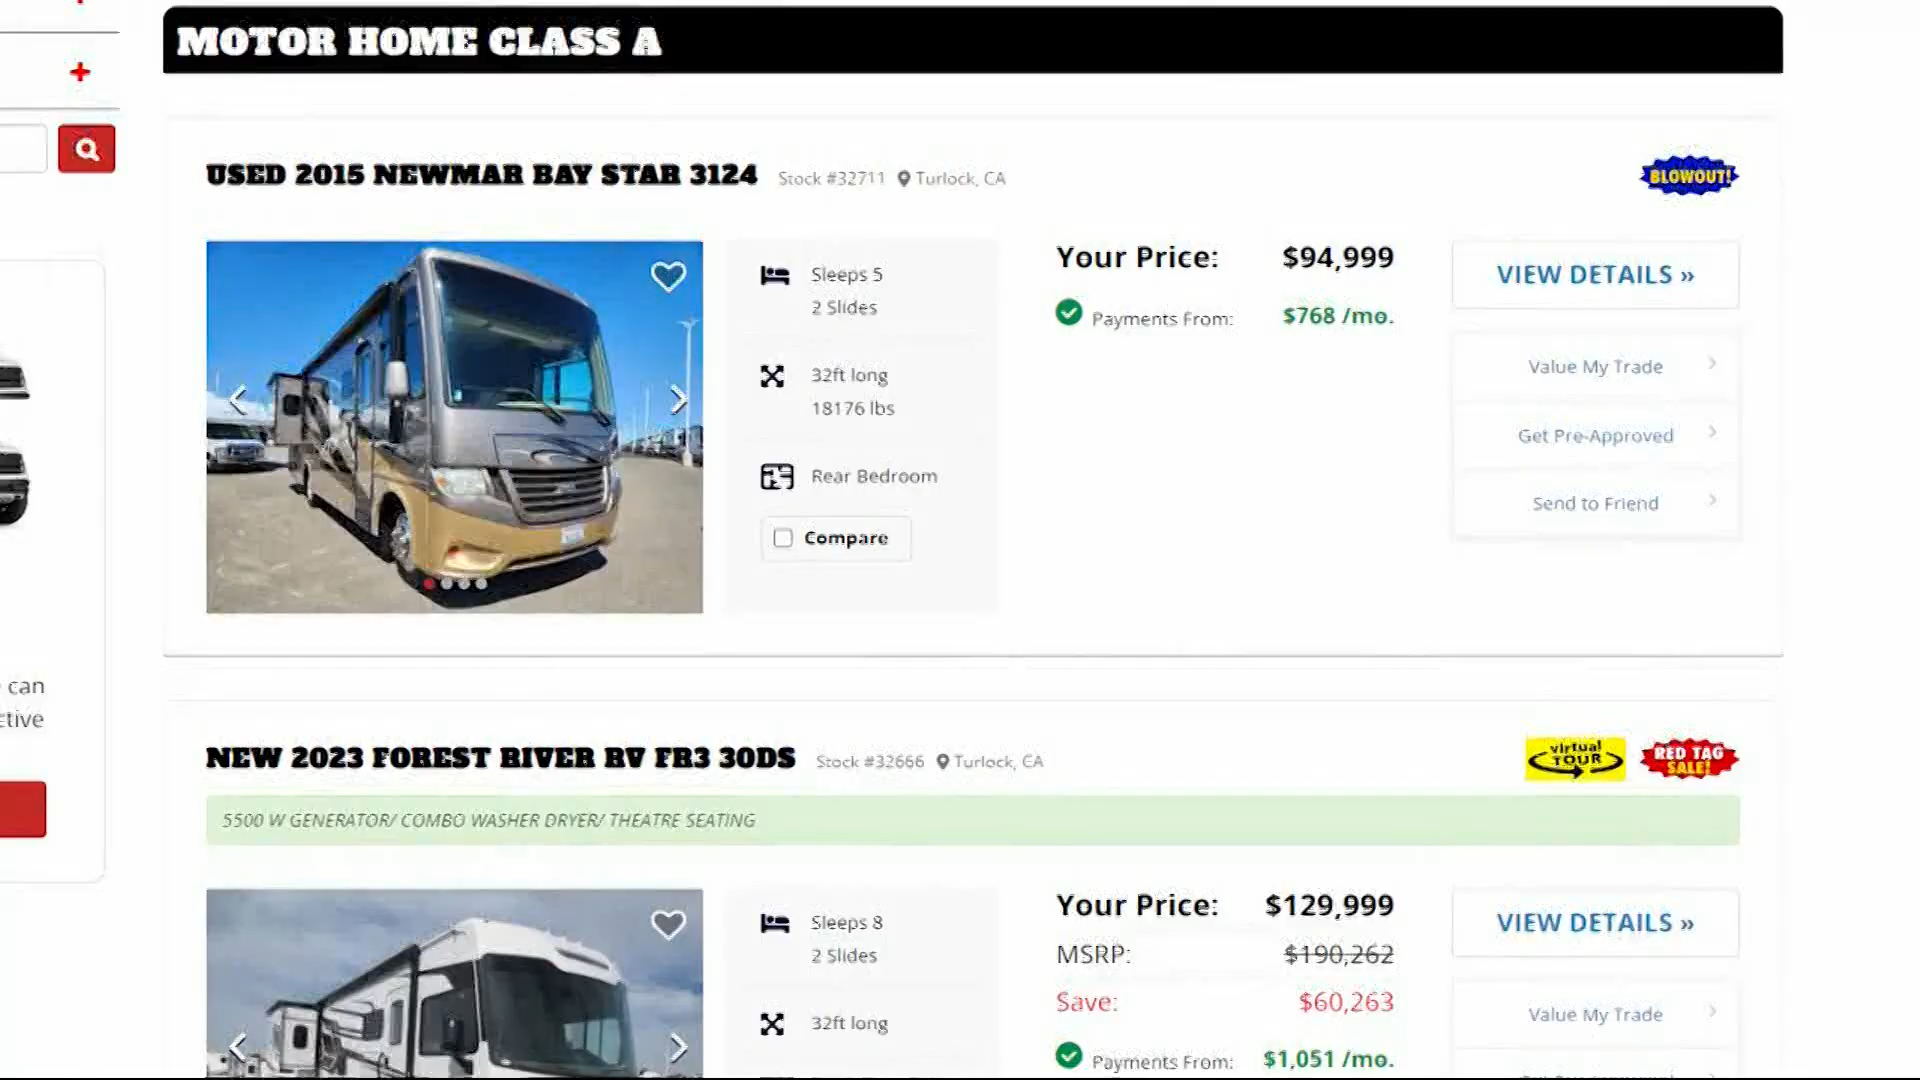 MOTOR HOME CLASS A
USED 2015 NEWMAR BAY STAR 3124 Stock #32711 Turlock, CA
BLOWOUT!
Sleeps 5
2 Slides
32ft long
18176 lbs
Rear Bedroom
Compare
Your Price: $94,999
Payments From: $768 /mo.
VIEW DETAILS »
Value My Trade
Get Pre-Approved
Send to Friend
can
ctive
NEW 2023 FOREST RIVER RV FR3 30DS Stock #32666 Turlock, CA
virtual
TOUR
RED TAG
SALE!
5500 W GENERATOR/ COMBO WASHER DRYER/ THEATRE SEATING
Sleeps 8
2 Slides
32ft long
Your Price: $129,999
MSRP: $190,262
Save: $60,263
Payments From: $1,051 /mo.
VIEW DETAILS »
Value My Trade